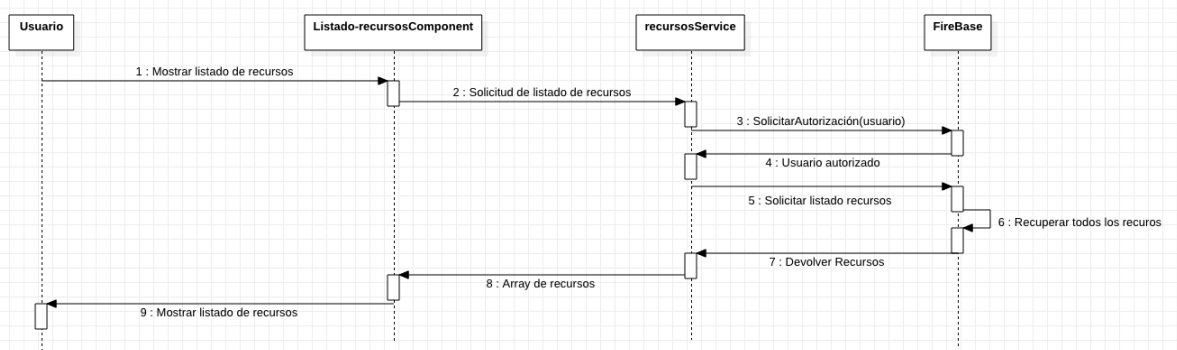 Usuario
Listado-recursosComponent
recursosService
FireBase
1 : Mostrar listado de recursos
2 : Solicitud de listado de recursos
3 : SolicitarAutorización(usuario)
4 : Usuario autorizado
5 : Solicitar listado recursos
6 : Recuperar todos los recuros
7 : Devolver Recursos
8 : Array de recursos
9 : Mostrar listado de recursos